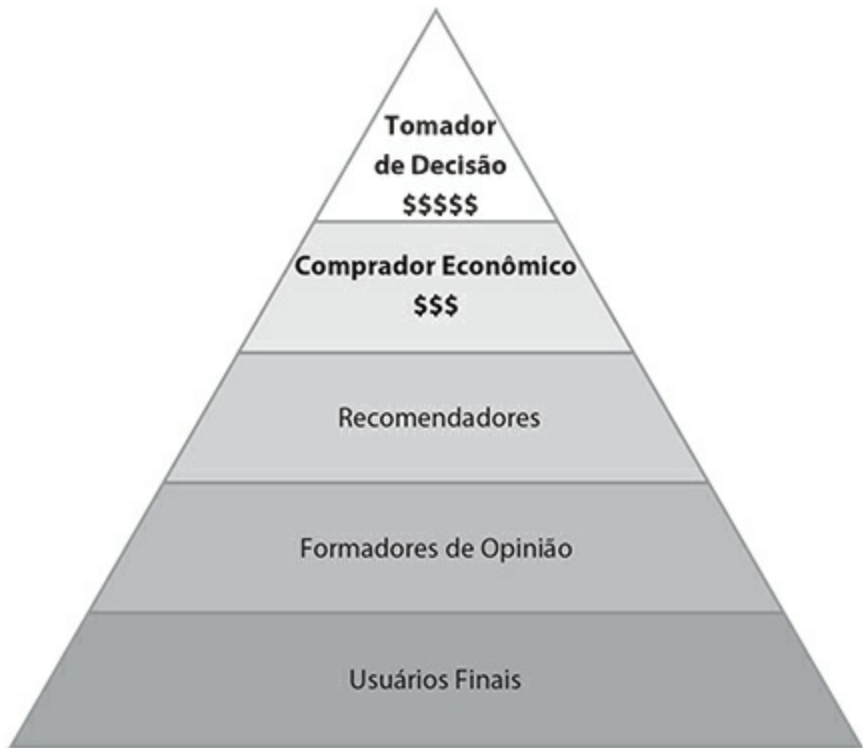 Tomador
de Decisão
$$$$$
Comprador Econômico
$$$
Recomendadores
Formadores de Opinião
Usuários Finais